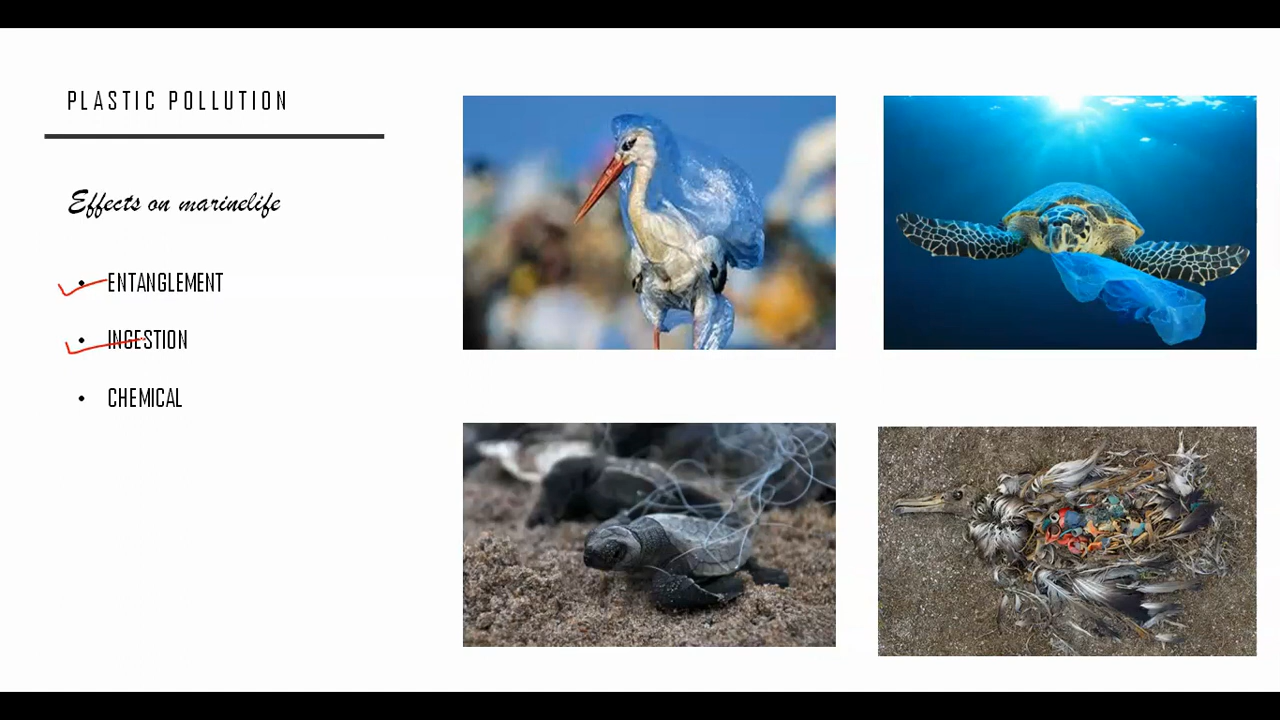 PLASTIC POLLUTION
Effects on marinelife
• ENTANGLEMENT
• INGESTION
• CHEMICAL